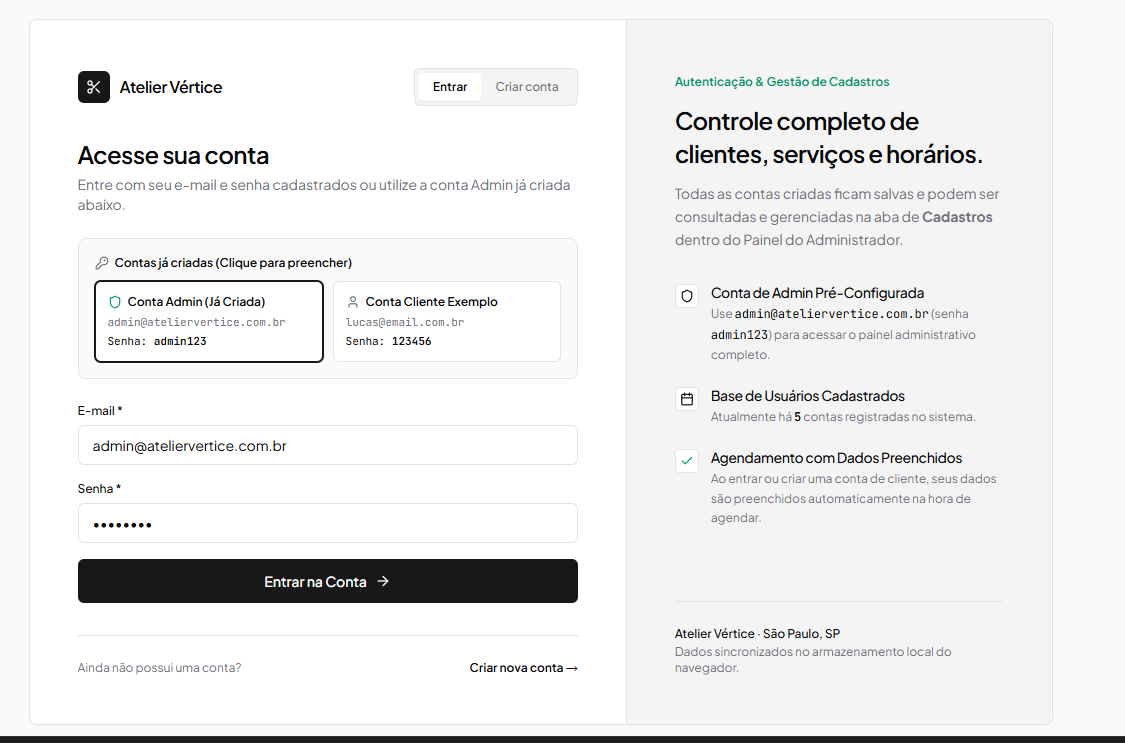 Atelier Vértice
Entrar
Criar conta
Acesse sua conta
Entre com seu e-mail e senha cadastrados ou utilize a conta Admin já criada
abaixo.
Contas já criadas (Clique para preencher)
Conta Admin (Já Criada)
admin@ateliervertice.com.br
Senha: admin123
Conta Cliente Exemplo
lucas@email.com.br
Senha: 123456
E-mail *
admin@ateliervertice.com.br
Senha *
••••••••
Entrar na Conta →
Ainda não possui uma conta?
Criar nova conta →
Autenticação & Gestão de Cadastros
Controle completo de
clientes, serviços e horários.
Todas as contas criadas ficam salvas e podem ser
consultadas e gerenciadas na aba de Cadastros
dentro do Painel do Administrador.
Conta de Admin Pré-Configurada
Use admin@ateliervertice.com.br (senha
admin123) para acessar o painel administrativo
completo.
Base de Usuários Cadastrados
Atualmente há 5 contas registradas no sistema.
Agendamento com Dados Preenchidos
Ao entrar ou criar uma conta de cliente, seus dados
são preenchidos automaticamente na hora de
agendar.
Atelier Vértice · São Paulo, SP
Dados sincronizados no armazenamento local do
navegador.